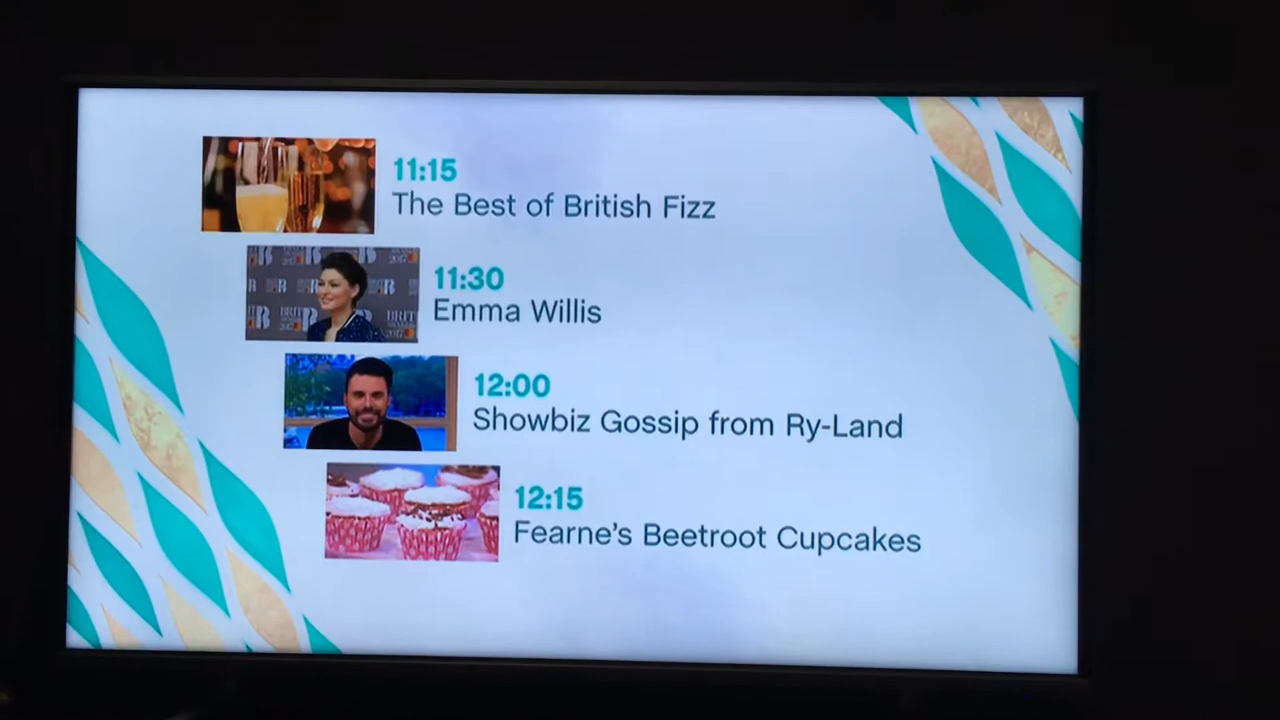 11:15
The Best of British Fizz
11:30
Emma Willis
12:00
Showbiz Gossip from Ry-Land
12:15
Fearne's Beetroot Cupcakes